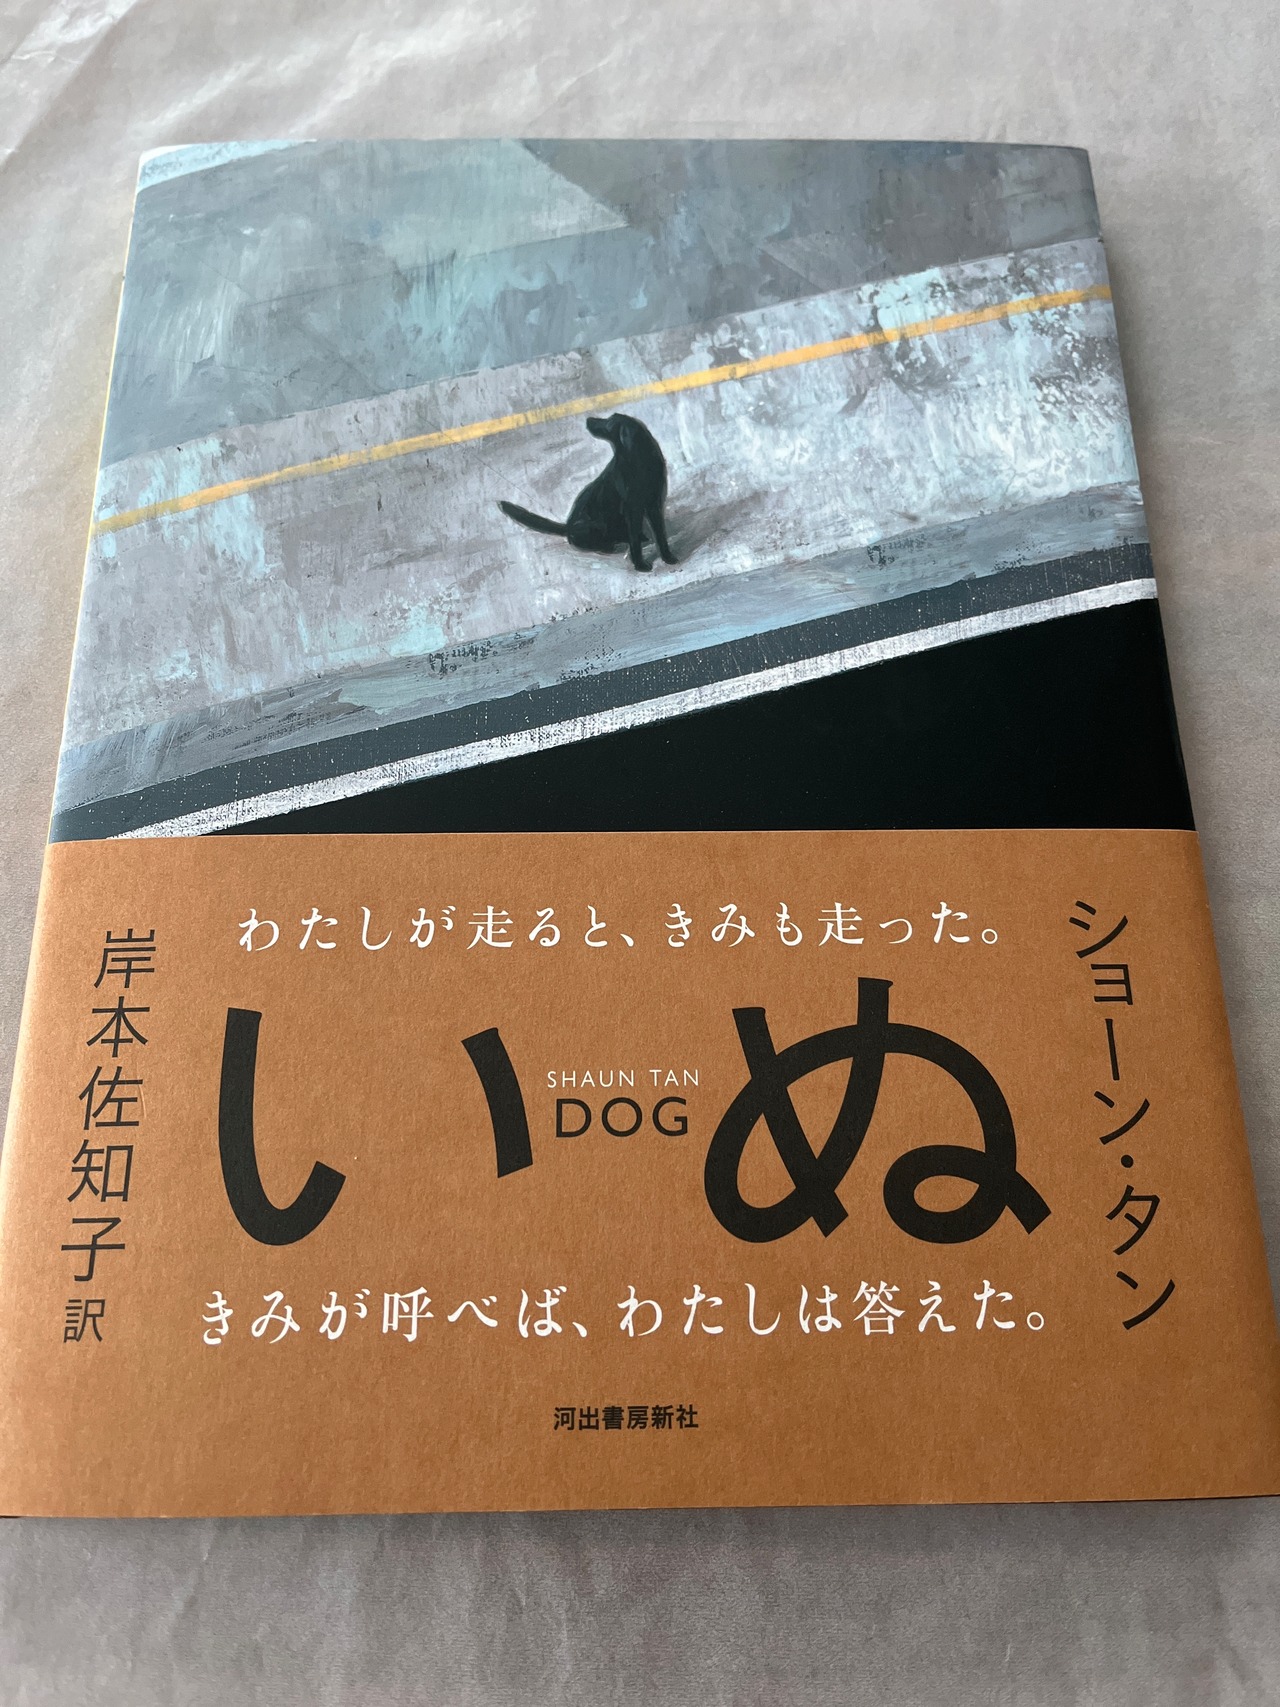 わたしが走ると、きみも走った。
ショーン・タン
いぬ
SHAUN TAN
DOG
岸本佐知子 訳
きみが呼べば、わたしは答えた。
河出書房新社